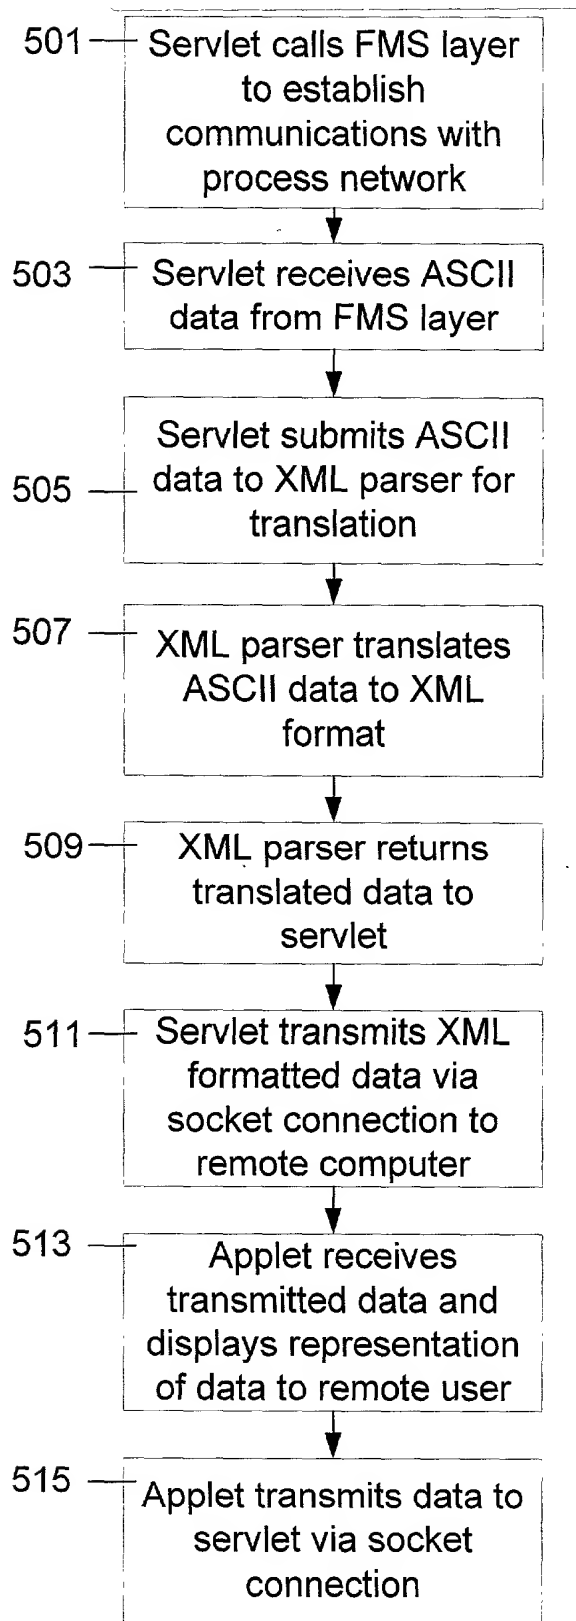 501
Servlet calls FMS layer
to establish
communications with
process network
503
Servlet receives ASCII
data from FMS layer
505
Servlet submits ASCII
data to XML parser for
translation
507
XML parser translates
ASCII data to XML
format
509
XML parser returns
translated data to
servlet
511
Servlet transmits XML
formatted data via
socket connection to
remote computer
513
Applet receives
transmitted data and
displays representation
of data to remote user
515
Applet transmits data to
servlet via socket
connection